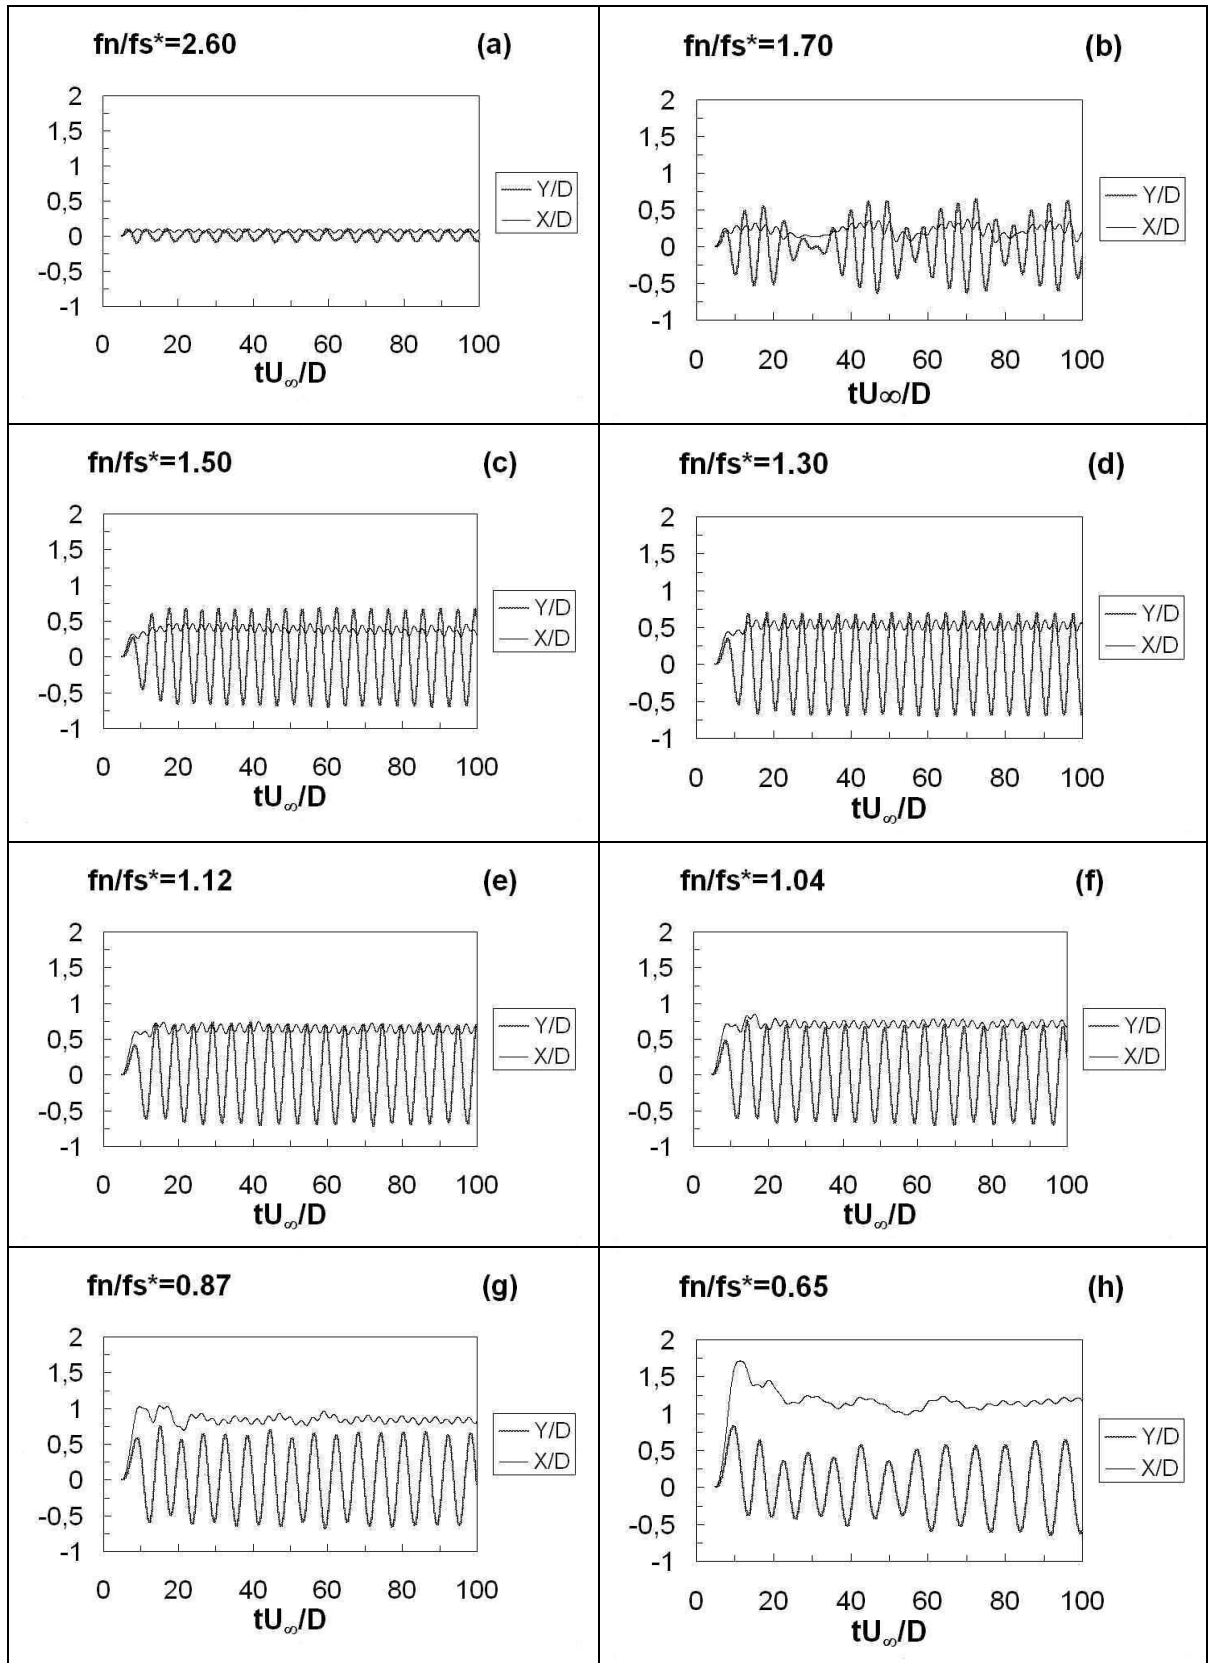 fn/fs*=2.60 (a)
2
1,5
1
0,5
0
-0,5
-1
0 20 40 60 80 100
tU∞/D
Y/D
X/D
fn/fs*=1.70 (b)
2
1,5
1
0,5
0
-0,5
-1
0 20 40 60 80 100
tU∞/D
Y/D
X/D
fn/fs*=1.50 (c)
2
1,5
1
0,5
0
-0,5
-1
0 20 40 60 80 100
tU∞/D
Y/D
X/D
fn/fs*=1.30 (d)
2
1,5
1
0,5
0
-0,5
-1
0 20 40 60 80 100
tU∞/D
Y/D
X/D
fn/fs*=1.12 (e)
2
1,5
1
0,5
0
-0,5
-1
0 20 40 60 80 100
tU∞/D
Y/D
X/D
fn/fs*=1.04 (f)
2
1,5
1
0,5
0
-0,5
-1
0 20 40 60 80 100
tU∞/D
Y/D
X/D
fn/fs*=0.87 (g)
2
1,5
1
0,5
0
-0,5
-1
0 20 40 60 80 100
tU∞/D
Y/D
X/D
fn/fs*=0.65 (h)
2
1,5
1
0,5
0
-0,5
-1
0 20 40 60 80 100
tU∞/D
Y/D
X/D